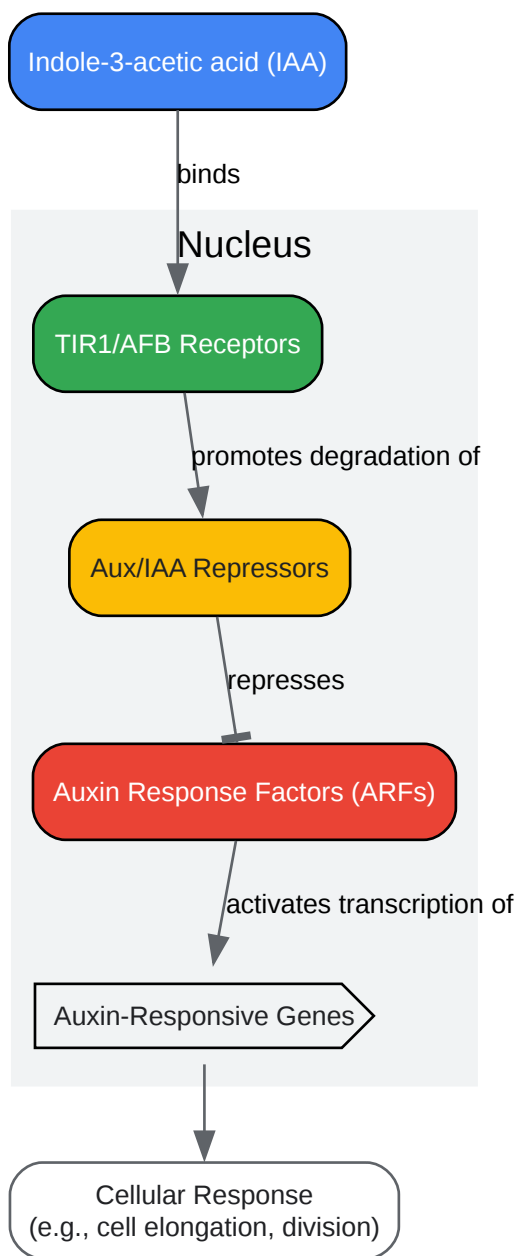 Indole-3-acetic acid (IAA)
binds
Nucleus
TIR1/AFB Receptors
promotes degradation of
Aux/IAA Repressors
represses
Auxin Response Factors (ARFs)
activates transcription of
Auxin-Responsive Genes
Cellular Response
(e.g., cell elongation, division)